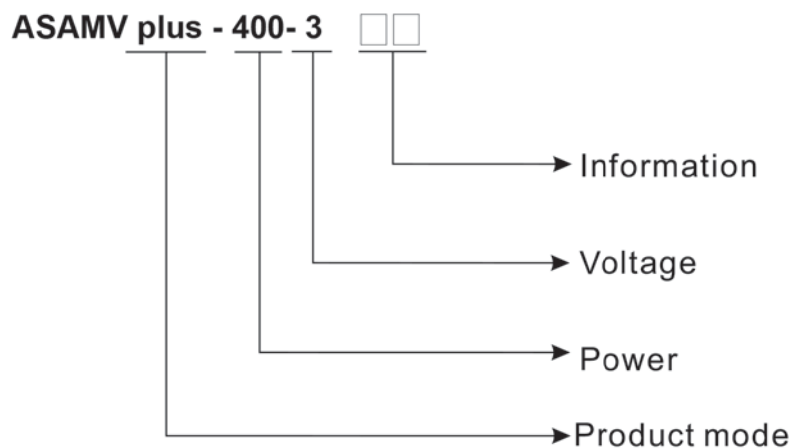 ASAMV plus - 400- 3 □□
Information
Voltage
Power
Product mode